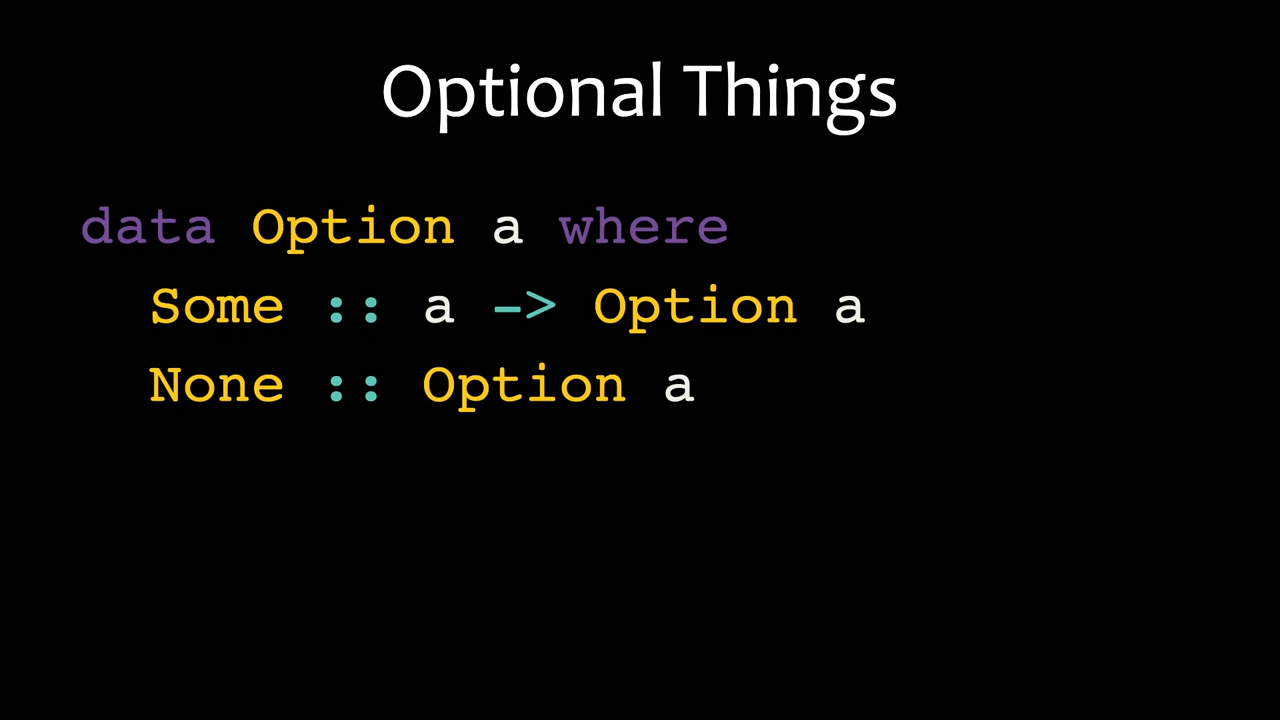 Optional Things
data Option a where
Some :: a -> Option a
None :: Option a